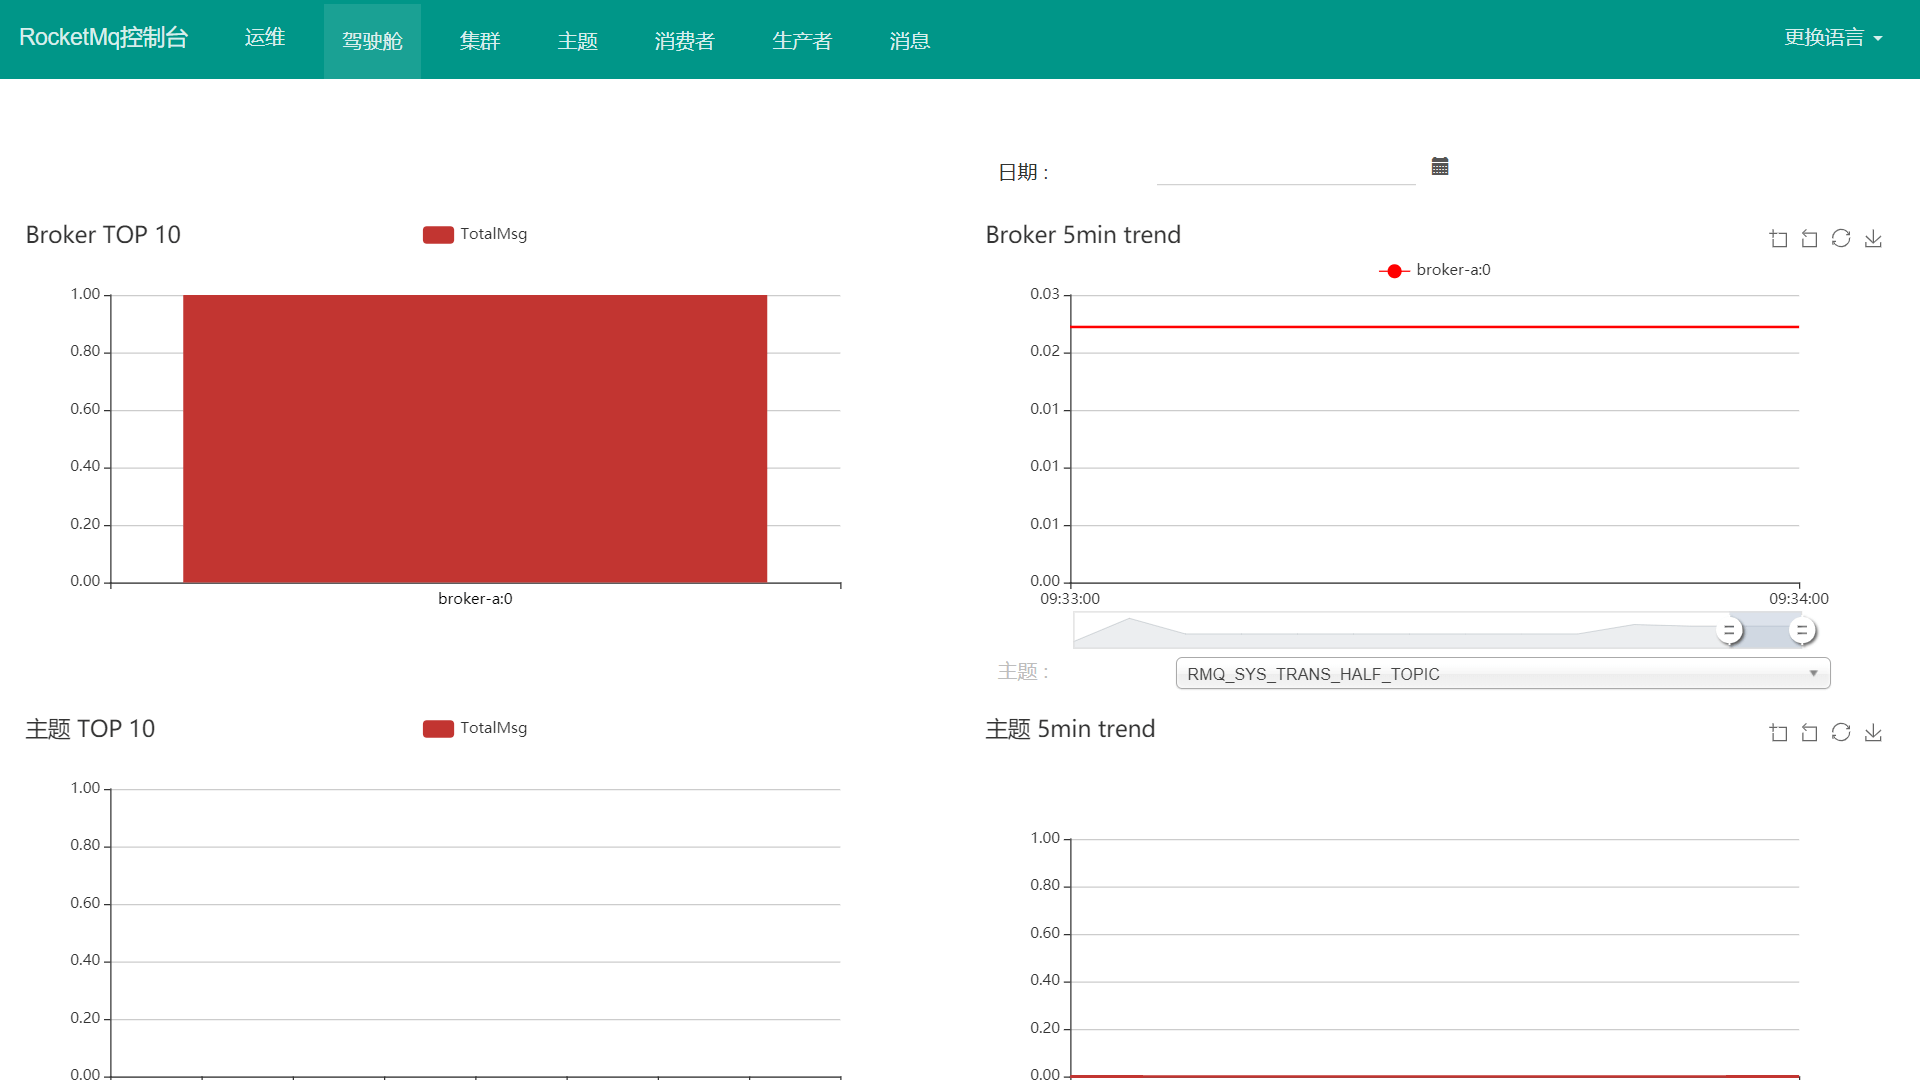 RocketMq控制台 运维 驾驶舱 集群 主题 消费者 生产者 消息 更换语言
日期 :
Broker TOP 10
TotalMsg
1.00
0.80
0.60
0.40
0.20
0.00
broker-a:0
Broker 5min trend
broker-a:0
0.03
0.02
0.01
0.01
0.01
0.00
09:33:00 09:34:00
主题 : RMQ_SYS_TRANS_HALF_TOPIC
主题 TOP 10
TotalMsg
1.00
0.80
0.60
0.40
0.20
0.00
主题 5min trend
1.00
0.80
0.60
0.40
0.20
0.00